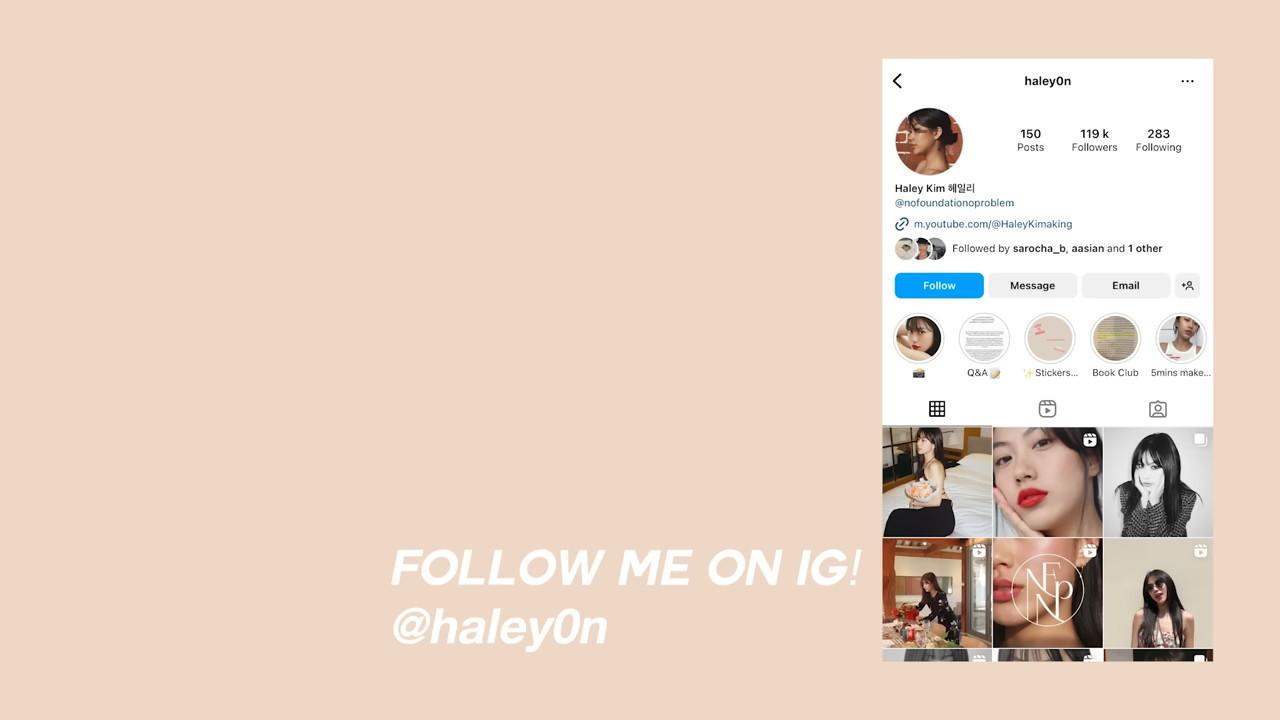 haley0n
150 119 k 283
Posts Followers Following
Haley Kim 헤일리
@nofoundationoproblem
m.youtube.com/@HaleyKimaking
Followed by sarocha_b, aasian and 1 other
Follow Message Email
Q&A📝 ✨Stickers... Book Club 5mins make...
NFNP
FOLLOW ME ON IG!
@haley0n